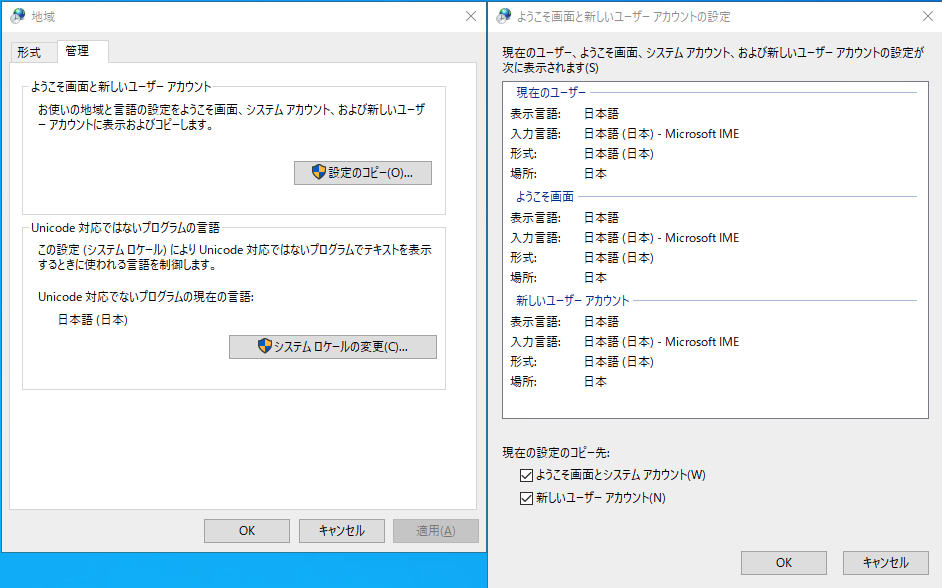 地域
形式
管理
ようこそ画面と新しいユーザー アカウント
お使いの地域と言語の設定をようこそ画面、システム アカウント、および新しいユーザ
ー アカウントに表示およびコピーします。
設定のコピー(O)...
Unicode 対応ではないプログラムの言語
この設定 (システム ロケール) により Unicode 対応ではないプログラムでテキストを表示
するときに使われる言語を制御します。
Unicode 対応でないプログラムの現在の言語:
日本語 (日本)
システム ロケールの変更(C)...
OK
キャンセル
適用(A)
ようこそ画面と新しいユーザー アカウントの設定
現在のユーザー、ようこそ画面、システム アカウント、および新しいユーザー アカウントの設定が
次に表示されます(S)
現在のユーザー
表示言語: 日本語
入力言語: 日本語 (日本) - Microsoft IME
形式: 日本語 (日本)
場所: 日本
ようこそ画面
表示言語: 日本語
入力言語: 日本語 (日本) - Microsoft IME
形式: 日本語 (日本)
場所: 日本
新しいユーザー アカウント
表示言語: 日本語
入力言語: 日本語 (日本) - Microsoft IME
形式: 日本語 (日本)
場所: 日本
現在の設定のコピー先:
ようこそ画面とシステム アカウント(W)
新しいユーザー アカウント(N)
OK
キャンセル